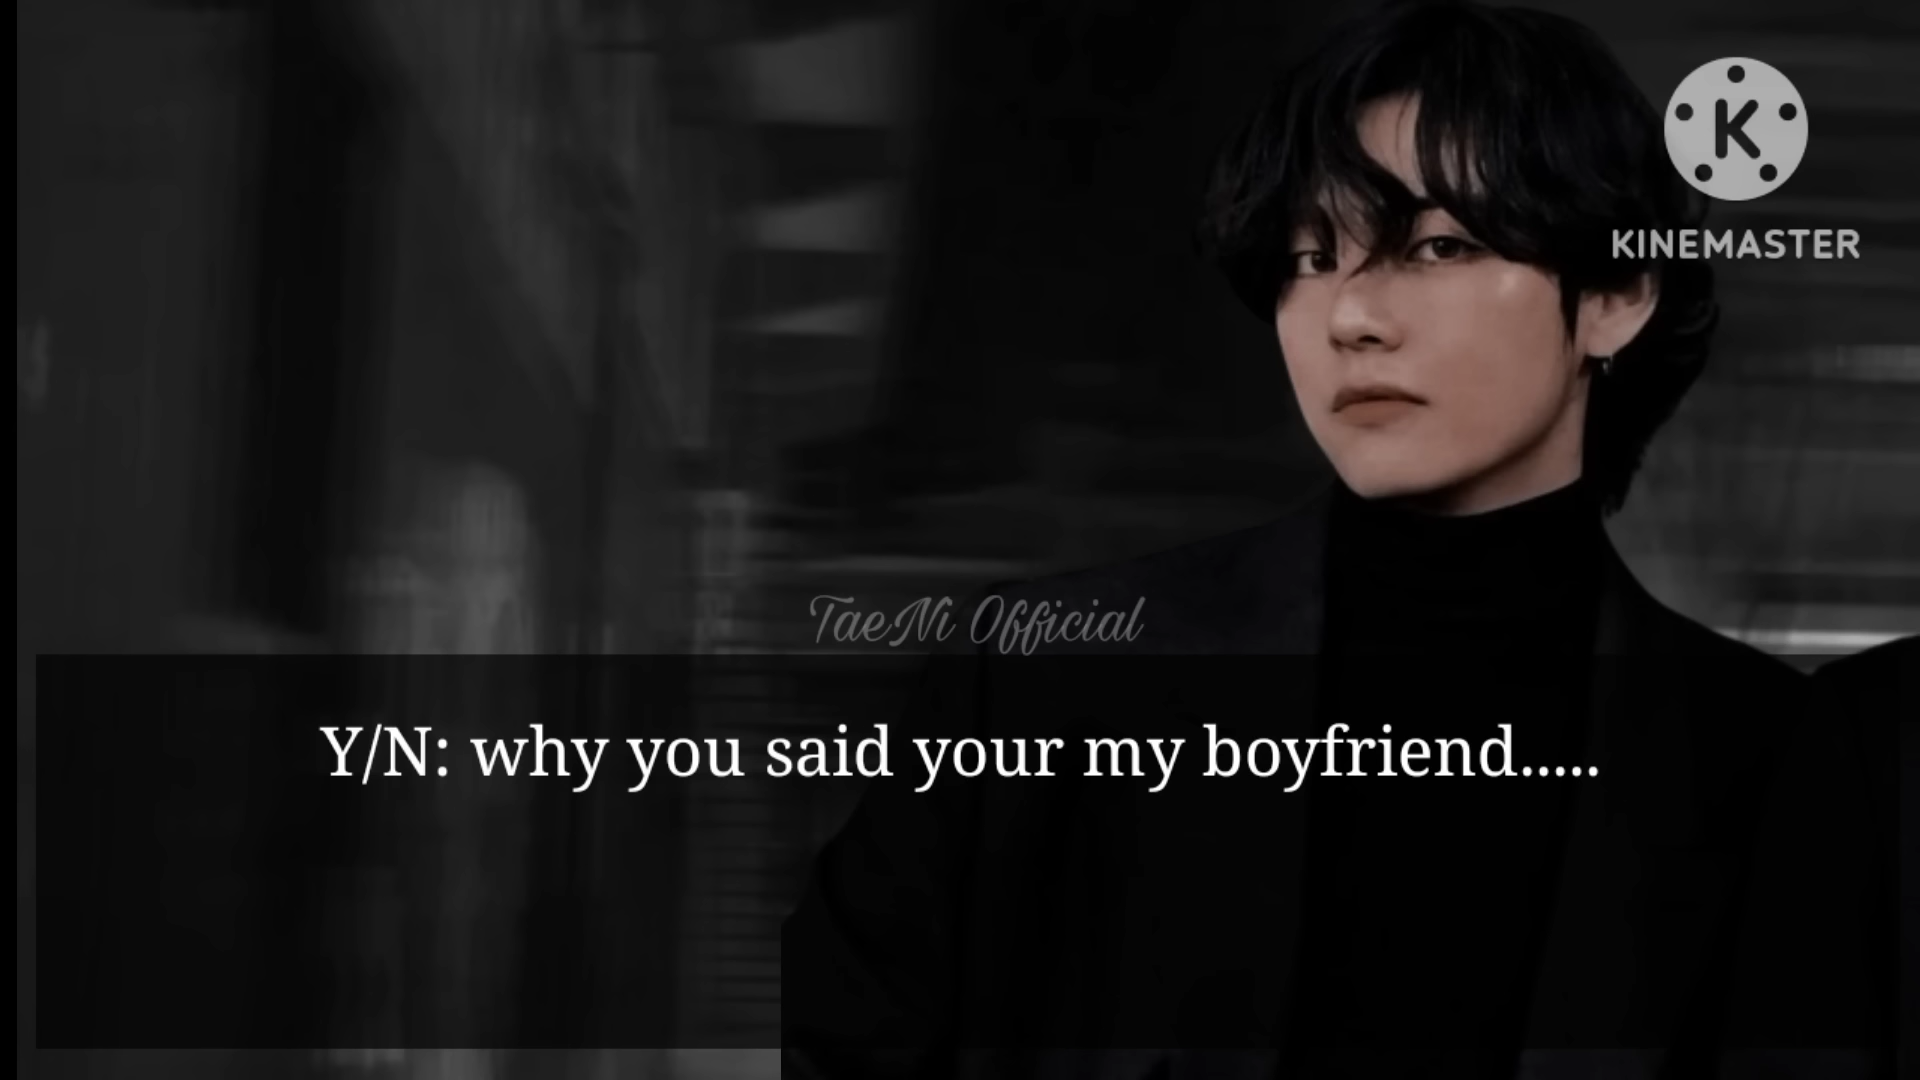 K
KINEMASTER
TaeNi Official
Y/N: why you said your my boyfriend.....